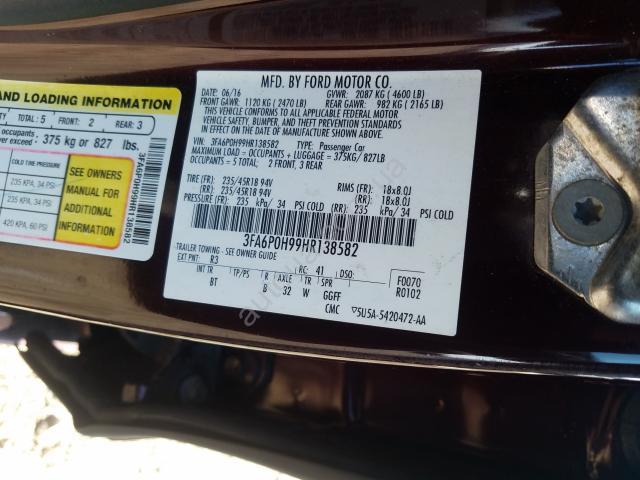 AND LOADING INFORMATION
TOTAL: 5 FRONT: 2 REAR: 3
occupants
exceed - 375 kg or 827 lbs.
COLD TIRE PRESSURE
235 KPA, 34 PSI
235 KPA, 34 PSI
420 KPA, 60 PSI
SEE OWNERS
MANUAL FOR
ADDITIONAL
INFORMATION
3FA6P0H99HR138582
MFD. BY FORD MOTOR CO.
DATE: 06/16 GVWR: 2087 KG ( 4600 LB)
FRONT GAWR: 1120 KG ( 2470 LB) REAR GAWR: 982 KG ( 2165 LB)
THIS VEHICLE CONFORMS TO ALL APPLICABLE FEDERAL MOTOR
VEHICLE SAFETY, BUMPER, AND THEFT PREVENTION STANDARDS IN
EFFECT ON THE DATE OF MANUFACTURE SHOWN ABOVE.
VIN: 3FA6P0H99HR138582 TYPE: Passenger Car
MAXIMUM LOAD = OCCUPANTS + LUGGAGE = 375KG/ 827LB
OCCUPANTS: 5 TOTAL: 2 FRONT, 3 REAR
TIRE (FR): 235/45R18 94V RIMS (FR): 18x8.0J
TIRE (RR): 235/45R18 94V RIMS (RR): 18x8.0J
PRESSURE (FR): 235 kPa/ 34 PSI COLD (RR): 235 kPa/ 34 PSI COLD
3FA6P0H99HR138582
TRAILER TOWING - SEE OWNER GUIDE
EXT PNT: R3 RC: 41 DSO: F0070
INT TR TP/PS R AXLE TR SPR R0102
BT B 32 W GGFF
CMC 5U5A-5420472-AA